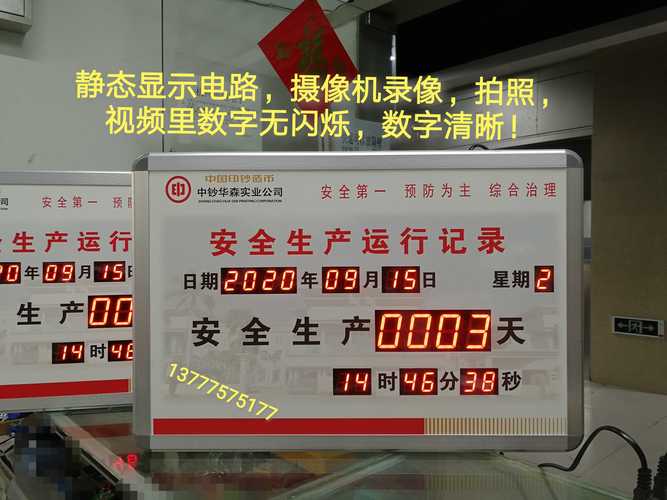 静态显示电路，摄像机录像，拍照，
视频里数字无闪烁，数字清晰！
中国印钞造币
中钞华森实业公司
安全第一 预防为主 综合治理
安全生产运行记录
日期2020年09月15日 星期2
安全生产0003天
14时46分38秒
13777575177
安全第一 预防
公司
安全生产运行
20年09月15日
生产000
14时46